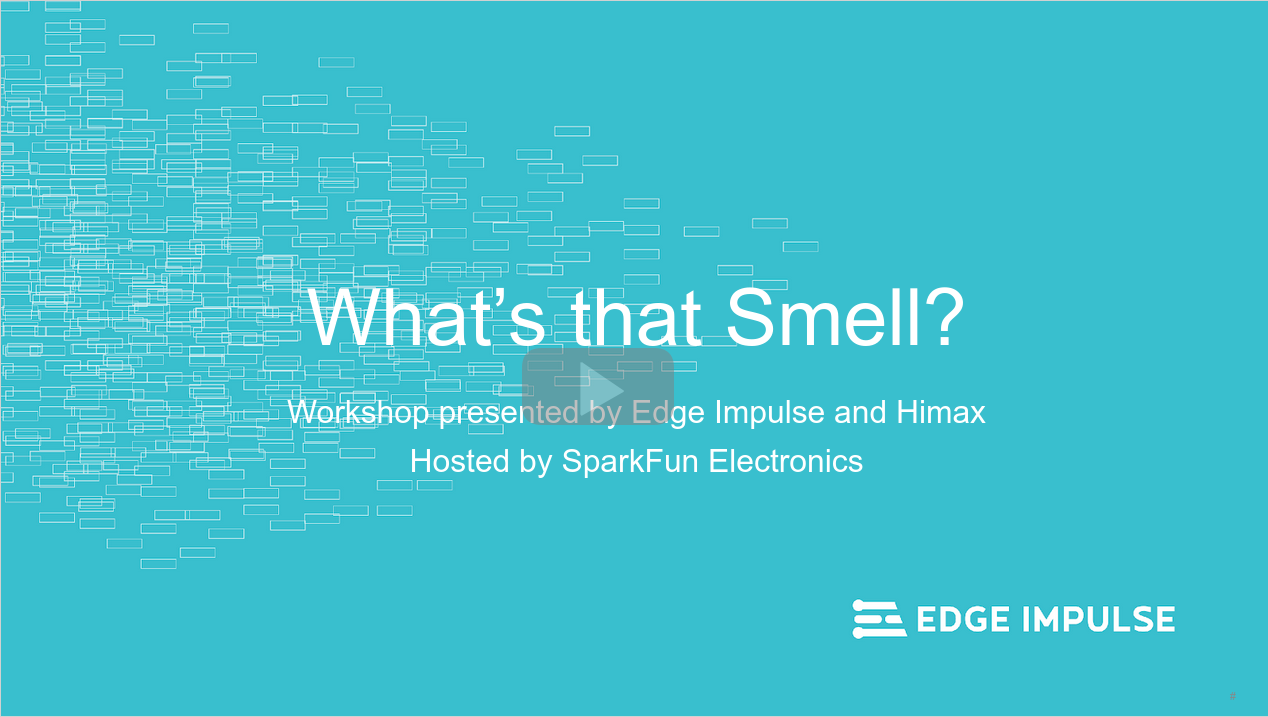 What’s that Smell?
Workshop presented by Edge Impulse and Himax
Hosted by SparkFun Electronics
EDGE IMPULSE